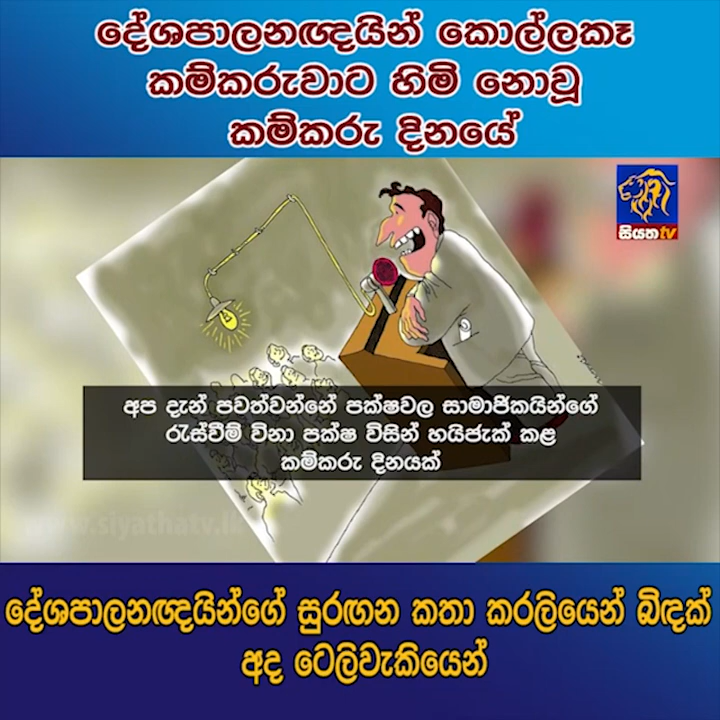 දේශපාලනඥයින් කොල්ලකෑ
කම්කරුවාට හිමි නොවූ
කම්කරු දිනයේ
සියත tv
අප දැන් පවත්වන්නේ පක්ෂවල සාමාජිකයින්ගේ
රැස්වීම් විනා පක්ෂ විසින් හයිජැක් කළ
කම්කරු දිනයක්
www.siyathatv.lk
දේශපාලනඥයින්ගේ සුරඟන කතා කරලියෙන් බිඳක්
අද ටෙලිවැකියෙන්